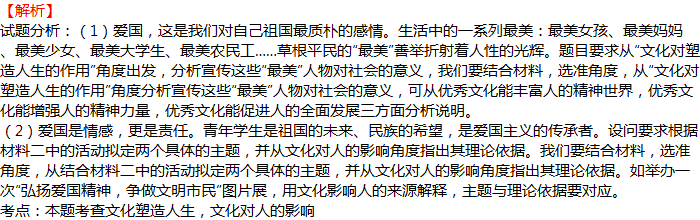 【解析】
试题分析：（1）爱国，这是我们对自己祖国最质朴的感情。生活中的一系列最美：最美女孩、最美妈妈
、最美少女、最美大学生、最美农民工......草根平民的“最美”善举折射着人性的光辉。题目要求从“文化对塑
造人生的作用”角度出发，分析宣传这些“最美”人物对社会的意义，我们要结合材料，选准角度，从“文化对
塑造人生的作用”角度分析宣传这些“最美”人物对社会的意义，可从优秀文化能丰富人的精神世界，优秀文
化能增强人的精神力量，优秀文化能促进人的全面发展三方面分析说明。
（2）爱国是情感，更是责任。青年学生是祖国的未来、民族的希望，是爱国主义的传承者。设问要求根据
材料二中的活动拟定两个具体的主题，并从文化对人的影响角度指出其理论依据。我们要结合材料，选准
角度，从结合材料二中的活动拟定两个具体的主题，并从文化对人的影响角度指出其理论依据。如举办一
次“弘扬爱国精神，争做文明市民”图片展，用文化影响人的来源解释，主题与理论依据要对应。
考点：本题考查文化塑造人生，文化对人的影响